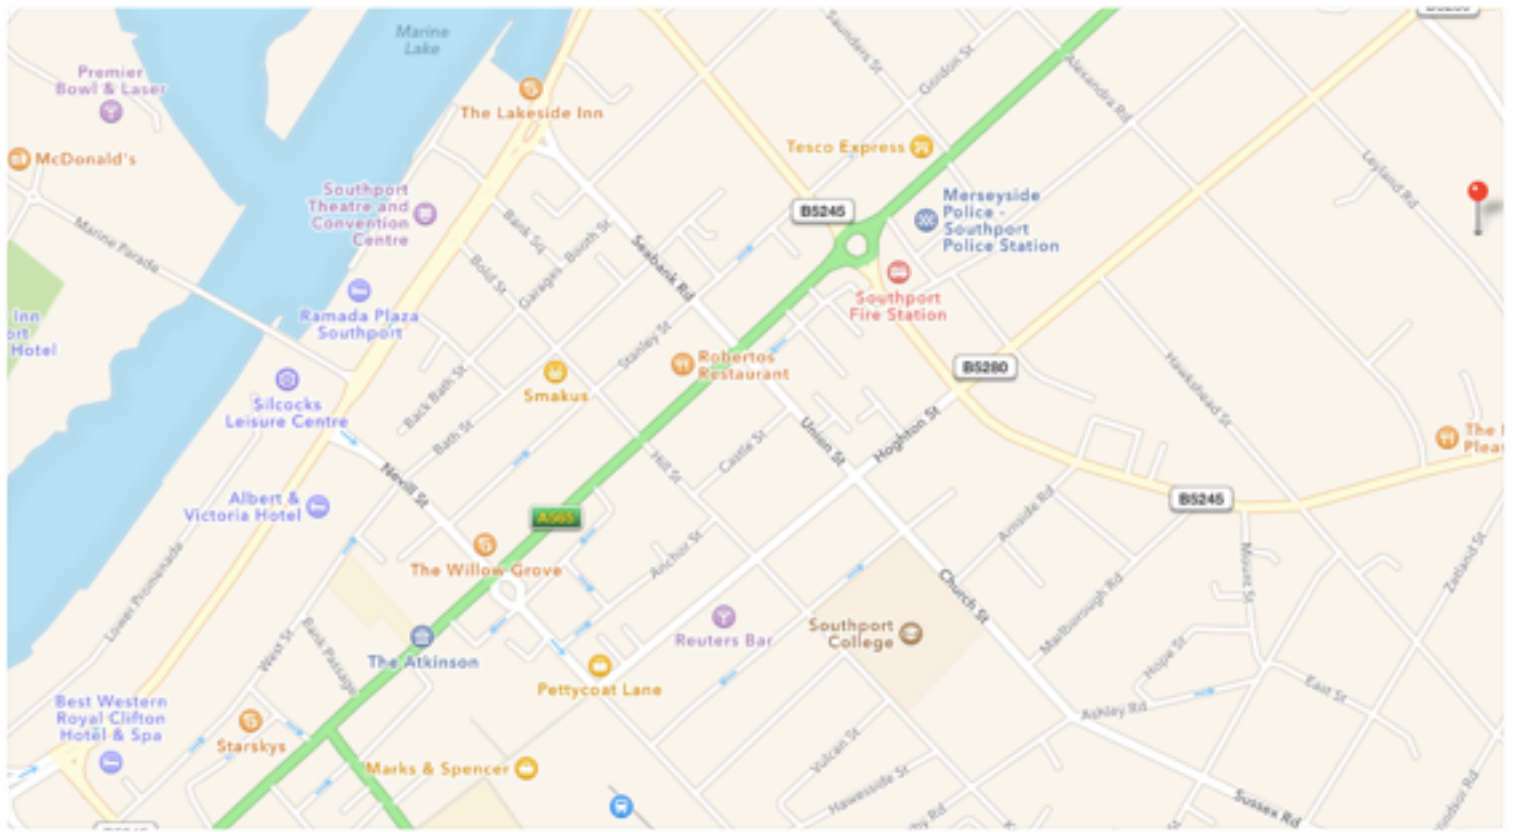 Marine
Lake
Premier
Bowl & Laser
McDonald's
The Lakeside Inn
Saunders St
Gordon St
Alexandra Rd
Leyland Rd
Tesco Express
Southport
Theatre and
Convention
Centre
Marine Parade
Bank Sq
Booth St
Garages
Bold St
Seabank Rd
B5245
Merseyside
Police -
Southport
Police Station
Southport
Fire Station
Inn
Hotel
Ramada Plaza
Southport
Stanley St
Robertos
Restaurant
B5280
Hawkshead St
Silcocks
Leisure Centre
Back Bath St
Smakus
Bath St
Nevill St
Hill St
Castle St
Union St
Hoghton St
The
Albert &
Victoria Hotel
A565
B5245
The Willow Grove
Anchor St
Arnside Rd
Church St
Mount St
Zetland St
Lower Promenade
West St
Bank Passage
The Atkinson
Reuters Bar
Southport
College
Marlborough Rd
Hope St
East St
Pettycoat Lane
Ashley Rd
Best Western
Royal Clifton
Hotel & Spa
Starskys
Marks & Spencer
Vulcan St
Hawesside St
Sussex Rd